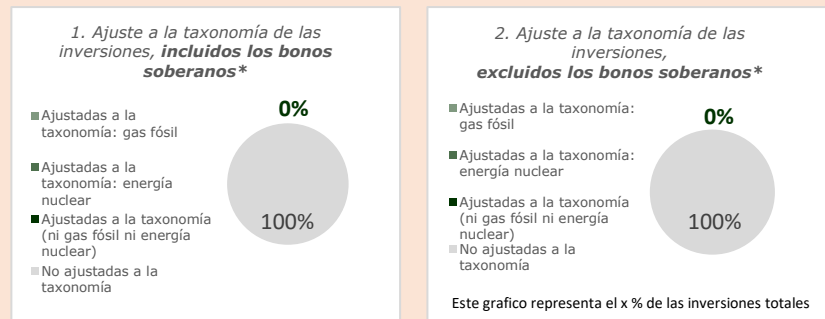 1. Ajuste a la taxonomía de las
inversiones, incluidos los bonos
soberanos*
Ajustadas a la
taxonomía: gas fósil
Ajustadas a la
taxonomía: energía
nuclear
Ajustadas a la taxonomía
(ni gas fósil ni energía
nuclear)
No ajustadas a la
taxonomía
0%
100%
2. Ajuste a la taxonomía de las
inversiones,
excluidos los bonos soberanos*
Ajustadas a la taxonomía:
gas fósil
Ajustadas a la taxonomía:
energía nuclear
Ajustadas a la taxonomía
(ni gas fósil ni energía
nuclear)
No ajustadas a la
taxonomía
0%
100%
Este grafico representa el x % de las inversiones totales